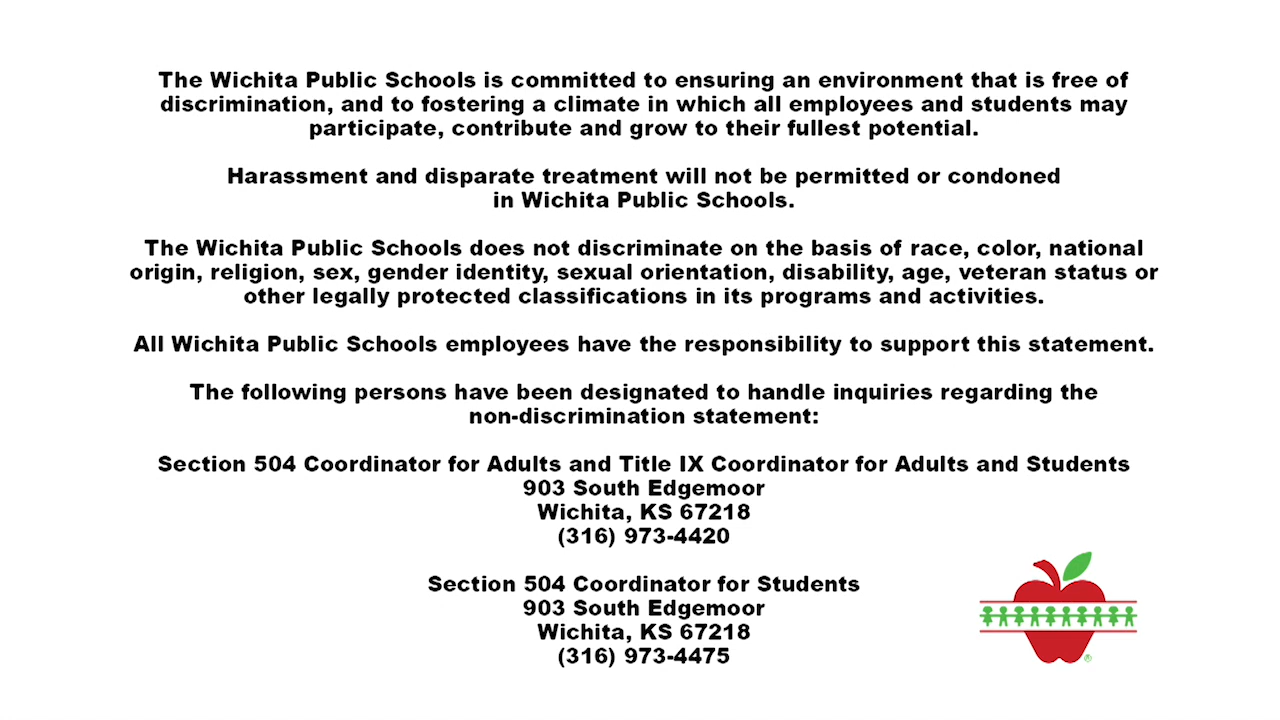 The Wichita Public Schools is committed to ensuring an environment that is free of
discrimination, and to fostering a climate in which all employees and students may
participate, contribute and grow to their fullest potential.
Harassment and disparate treatment will not be permitted or condoned
in Wichita Public Schools.
The Wichita Public Schools does not discriminate on the basis of race, color, national
origin, religion, sex, gender identity, sexual orientation, disability, age, veteran status or
other legally protected classifications in its programs and activities.
All Wichita Public Schools employees have the responsibility to support this statement.
The following persons have been designated to handle inquiries regarding the
non-discrimination statement:
Section 504 Coordinator for Adults and Title IX Coordinator for Adults and Students
903 South Edgemoor
Wichita, KS 67218
(316) 973-4420
Section 504 Coordinator for Students
903 South Edgemoor
Wichita, KS 67218
(316) 973-4475
®